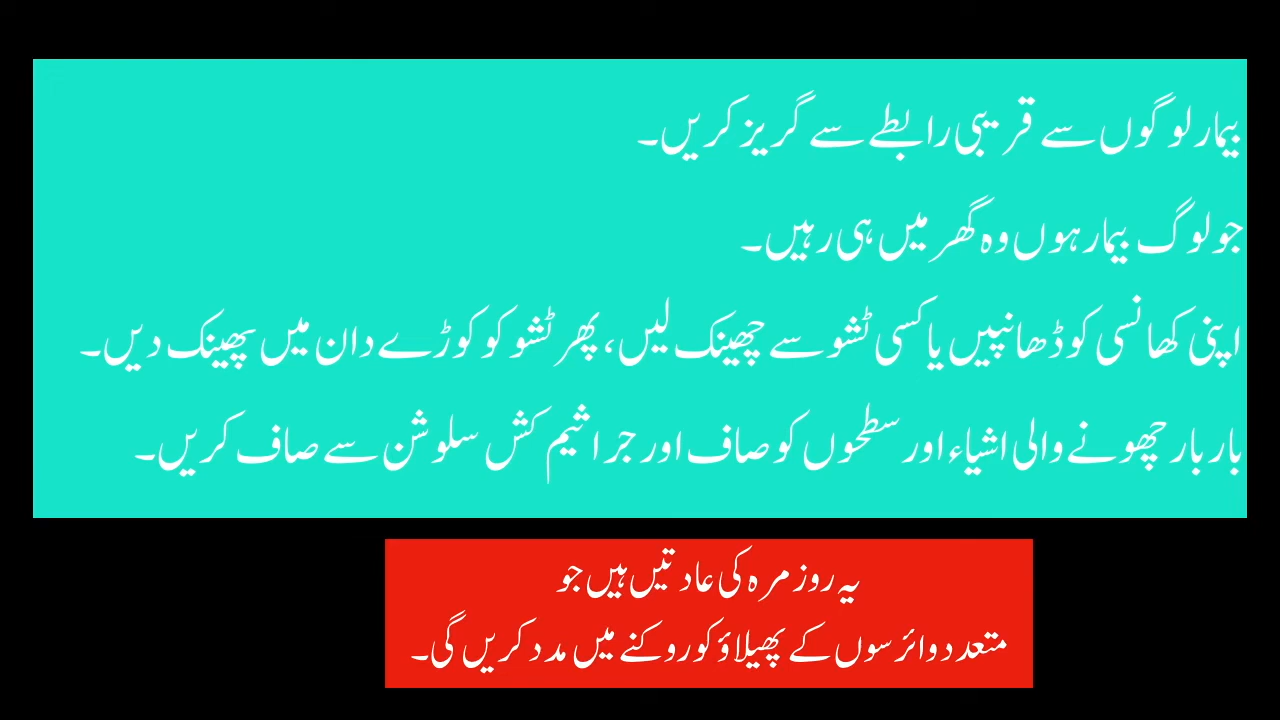 بیمار لوگوں سے قریبی رابطے سے گریز کریں۔
جو لوگ بیمار ہوں وہ گھر میں ہی رہیں۔
اپنی کھانسی کو ڈھانپیں یا کسی ٹشو سے چھینک لیں، پھر ٹشو کو کوڑے دان میں پھینک دیں۔
بار بار چھونے والی اشیاء اور سطحوں کو صاف اور جراثیم کش سلوشن سے صاف کریں۔
یہ روز مرہ کی عادتیں ہیں جو
متعدد وائرسوں کے پھیلاؤ کو روکنے میں مدد کریں گی۔